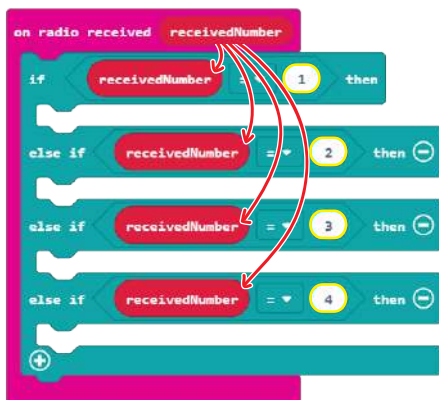 on radio received receivedNumber
if receivedNumber = 1 then
else if receivedNumber = 2 then
else if receivedNumber = 3 then
else if receivedNumber = 4 then